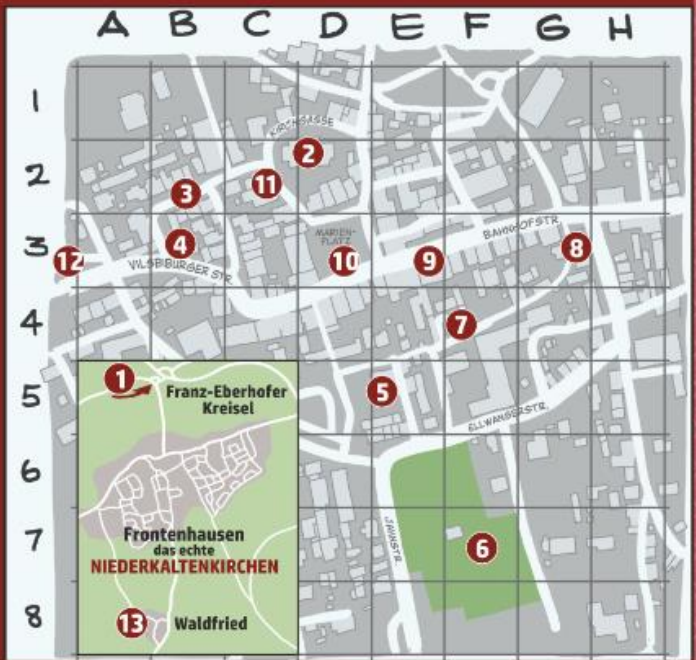 A B C D E F G H
1
KIRCHGASSE
2
2
11
3
3
MARIEN-
PLATZ
BAHNHOFSTR.
4
8
12
10
9
VILSBIBURGER STR.
4
7
1
Franz-Eberhofer
Kreisel
5
5
ELLWANGERSTR.
6
Frontenhausen
das echte
NIEDERKALTENKIRCHEN
JAHNSTR.
7
6
8
13
Waldfried